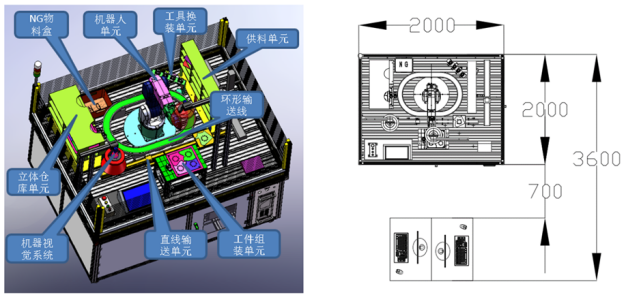 NG物
料盒
机器人
单元
工具换
装单元
供料单元
环形输
送线
立体仓
库单元
机器视
觉系统
直线输
送单元
工件组
装单元
2000
NG
2000
3600
700